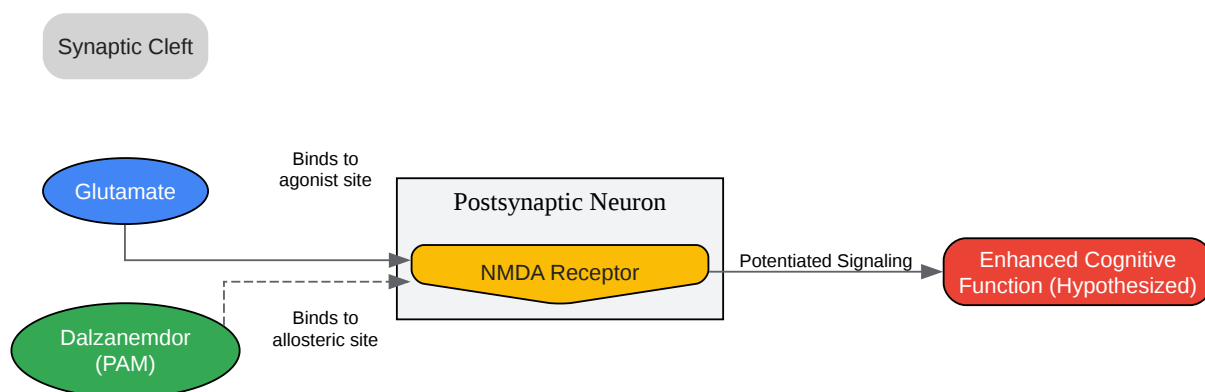 Synaptic Cleft
Binds to
agonist site
Glutamate
Postsynaptic Neuron
NMDA Receptor
Potentiated Signaling
Enhanced Cognitive
Function (Hypothesized)
Binds to
allosteric site
Dalzanemdor
(PAM)